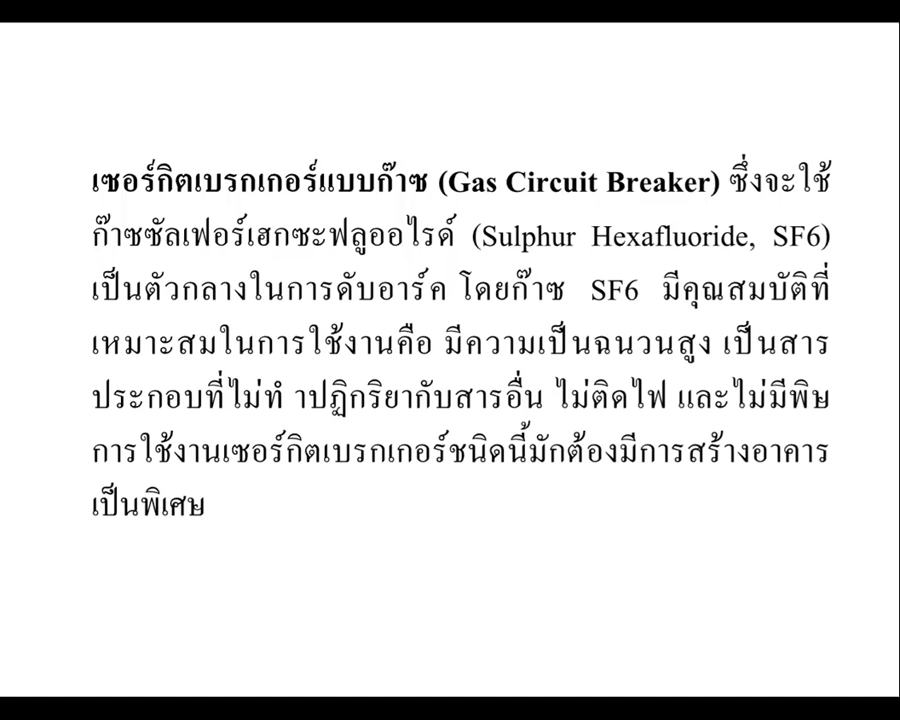 เซอร์กิตเบรกเกอร์แบบก๊าซ (Gas Circuit Breaker) ซึ่งจะใช้
ก๊าซซัลเฟอร์เฮกซะฟลูออไรด์ (Sulphur Hexafluoride, SF6)
เป็นตัวกลางในการดับอาร์ค โดยก๊าซ SF6 มีคุณสมบัติที่
เหมาะสมในการใช้งานคือ มีความเป็นฉนวนสูง เป็นสาร
ประกอบที่ไม่ทํ าปฏิกริยากับสารอื่น ไม่ติดไฟ และไม่มีพิษ
การใช้งานเซอร์กิตเบรกเกอร์ชนิดนี้มักต้องมีการสร้างอาคาร
เป็นพิเศษ